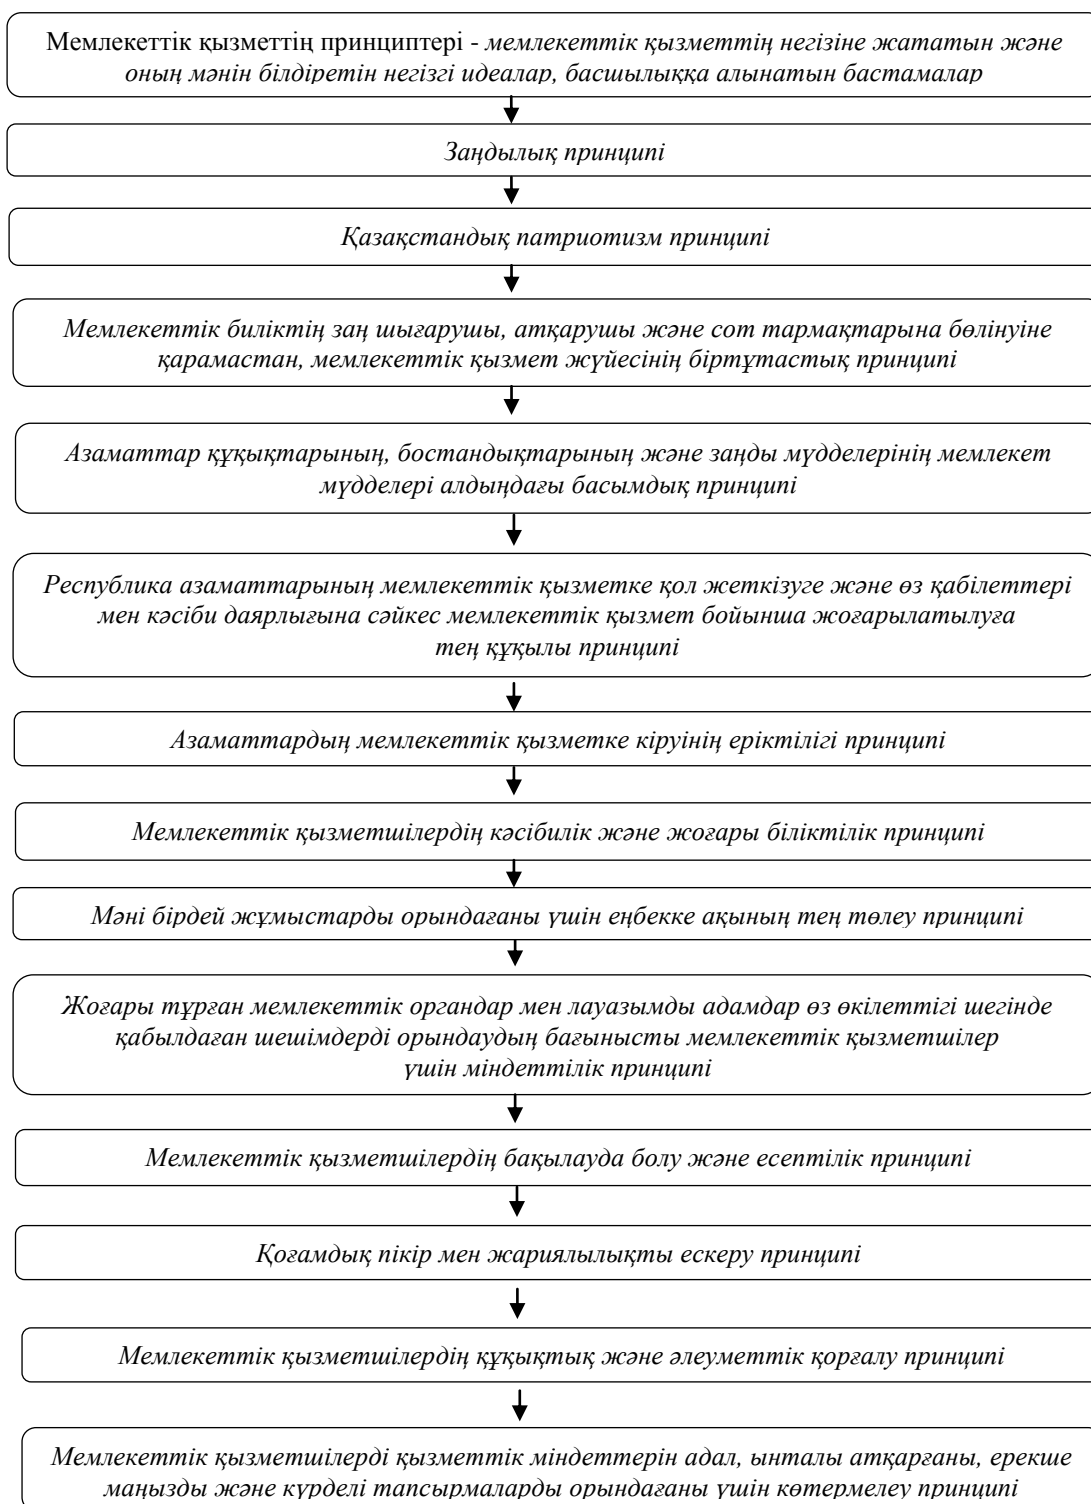 Мемлекеттік қызметтің принциптері - мемлекеттік қызметтің негізіне жататын және
оның мәнін білдіретін негізгі идеалар, басшылыққа алынатын бастамалар
Заңдылық принципі
Қазақстандық патриотизм принципі
Мемлекеттік биліктің заң шығарушы, атқарушы және сот тармақтарына бөлінуіне
қарамастан, мемлекеттік қызмет жүйесінің біртұтастық принципі
Азаматтар құқықтарының, бостандықтарының және заңды мүдделерінің мемлекет
мүдделері алдыңдағы басымдық принципі
Республика азаматтарының мемлекеттік қызметке қол жеткізуге және өз қабілеттері
мен кәсіби даярлығына сәйкес мемлекеттік қызмет бойынша жоғарылатылуға
тең құқылы принципі
Азаматтардың мемлекеттік қызметке кіруінің еріктілігі принципі
Мемлекеттік қызметшілердің кәсібилік және жоғары біліктілік принципі
Мәні бірдей жұмыстарды орындағаны үшін еңбекке ақының тең төлеу принципі
Жоғары тұрған мемлекеттік органдар мен лауазымды адамдар өз өкілеттігі шегінде
қабылдаған шешімдерді орындаудың бағынысты мемлекеттік қызметшілер
үшін міндеттілік принципі
Мемлекеттік қызметшілердің бақылауда болу және есептілік принципі
Қоғамдық пікір мен жариялылықты ескеру принципі
Мемлекеттік қызметшілердің құқықтық және әлеуметтік қорғалу принципі
Мемлекеттік қызметшілерді қызметтік міндеттерін адал, ынталы атқарғаны, ерекше
маңызды және күрделі тапсырмаларды орындағаны үшін көтермелеу принципі